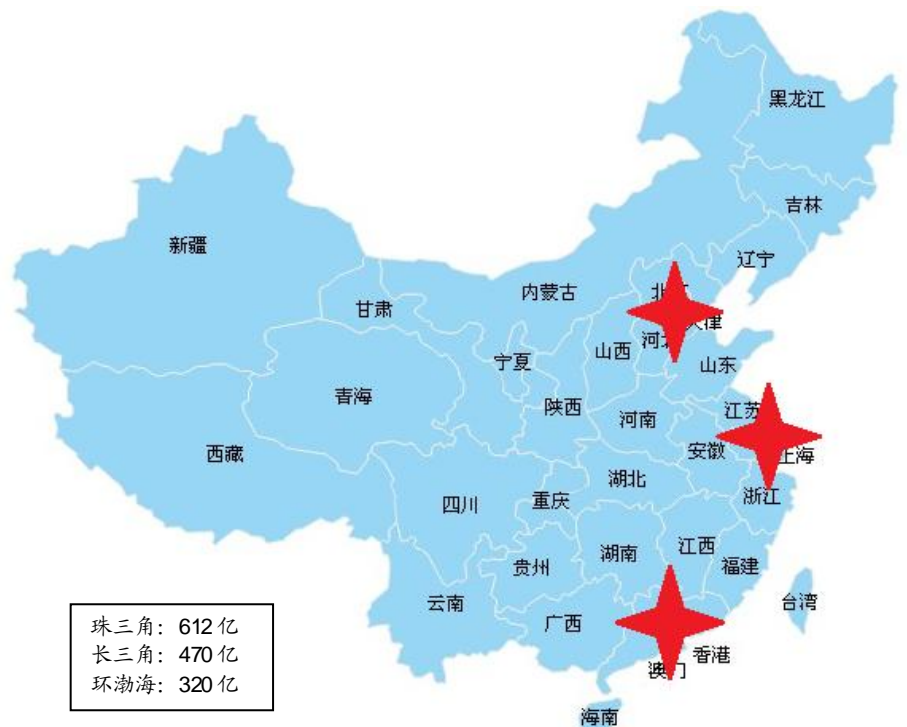 黑龙江
吉林
新疆
辽宁
内蒙古
甘肃
河北
山西
宁夏
山东
青海
陕西
江苏
河南
西藏
安徽
上海
湖北
浙江
四川
重庆
江西
湖南
贵州
福建
云南
广西
台湾
香港
澳门
海南
珠三角：612亿
长三角：470亿
环渤海：320亿